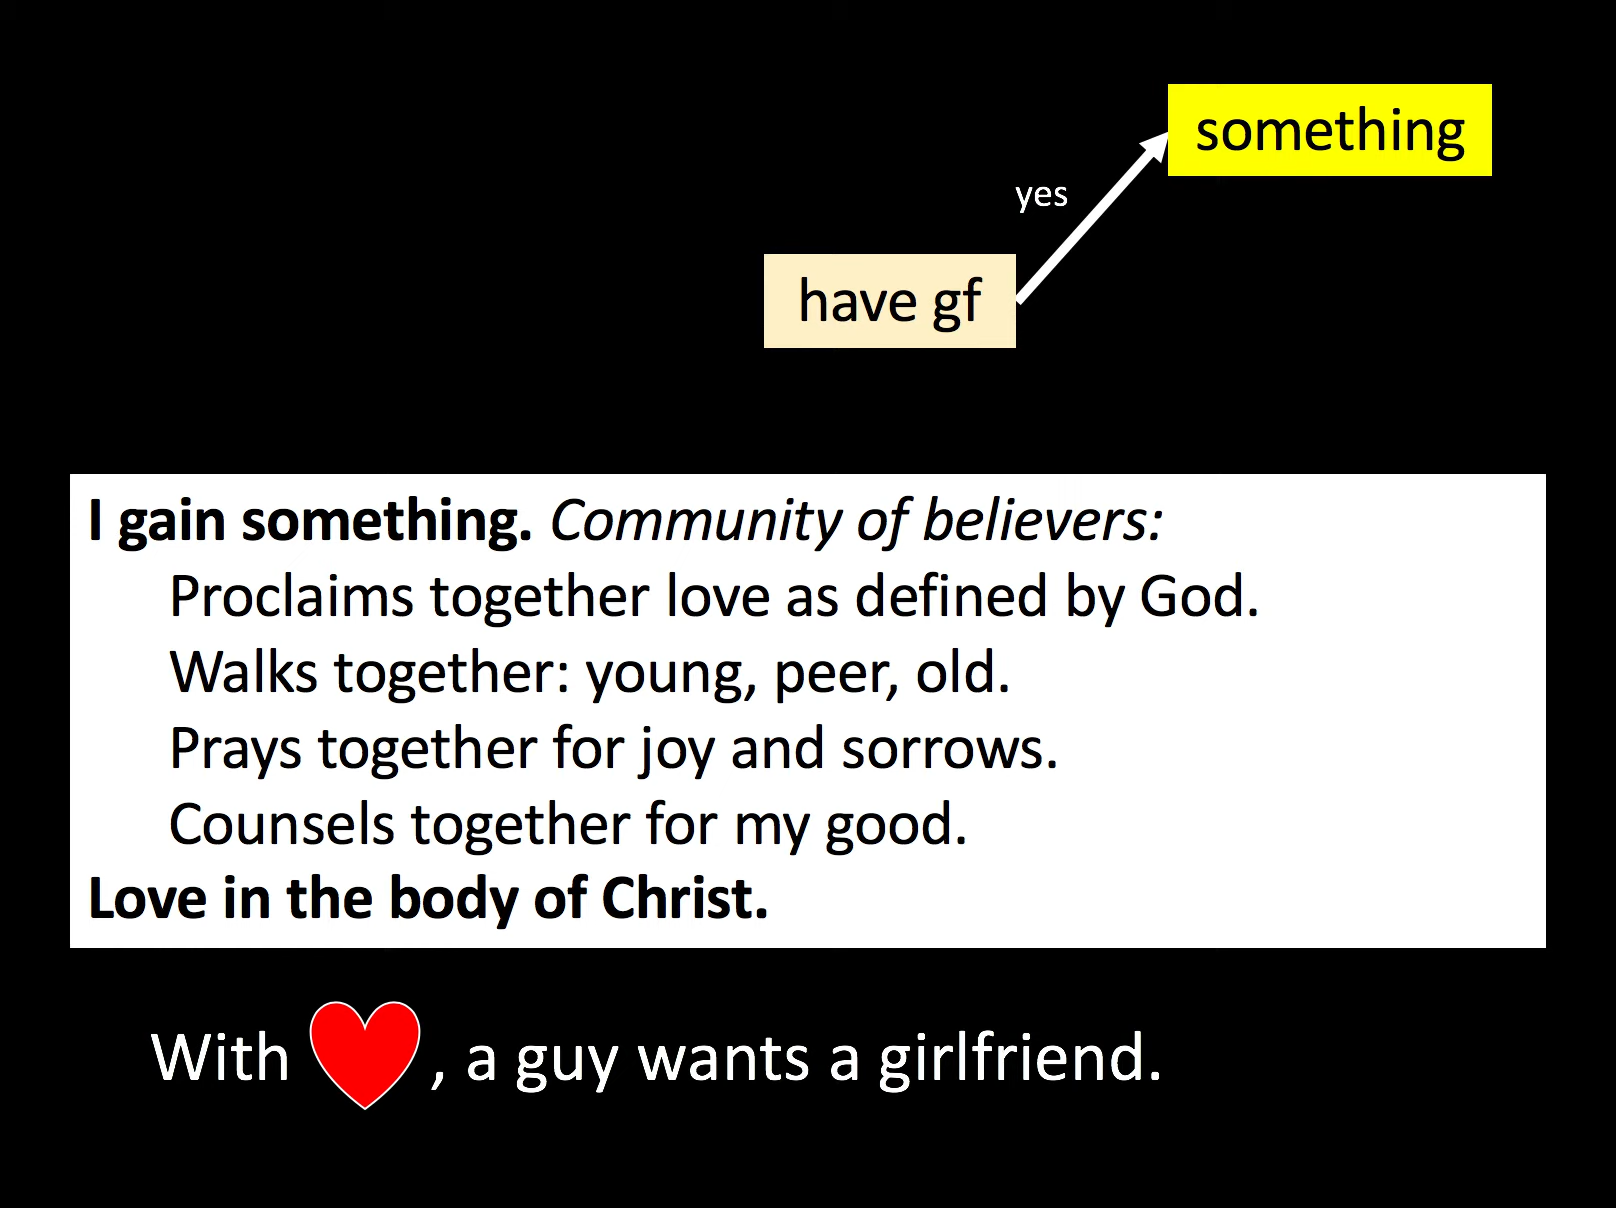 something
yes
have gf
I gain something. Community of believers:
Proclaims together love as defined by God.
Walks together: young, peer, old.
Prays together for joy and sorrows.
Counsels together for my good.
Love in the body of Christ.
With , a guy wants a girlfriend.